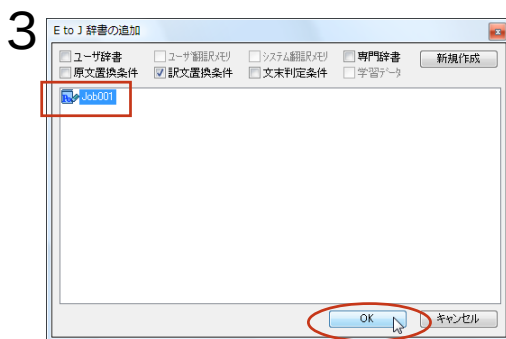 3
E to J 辞書の追加
ユーザ辞書 ユーザ翻訳メモリ システム翻訳メモリ 専門辞書 新規作成
原文置換条件 訳文置換条件 文末判定条件 学習データ
Job001
OK キャンセル